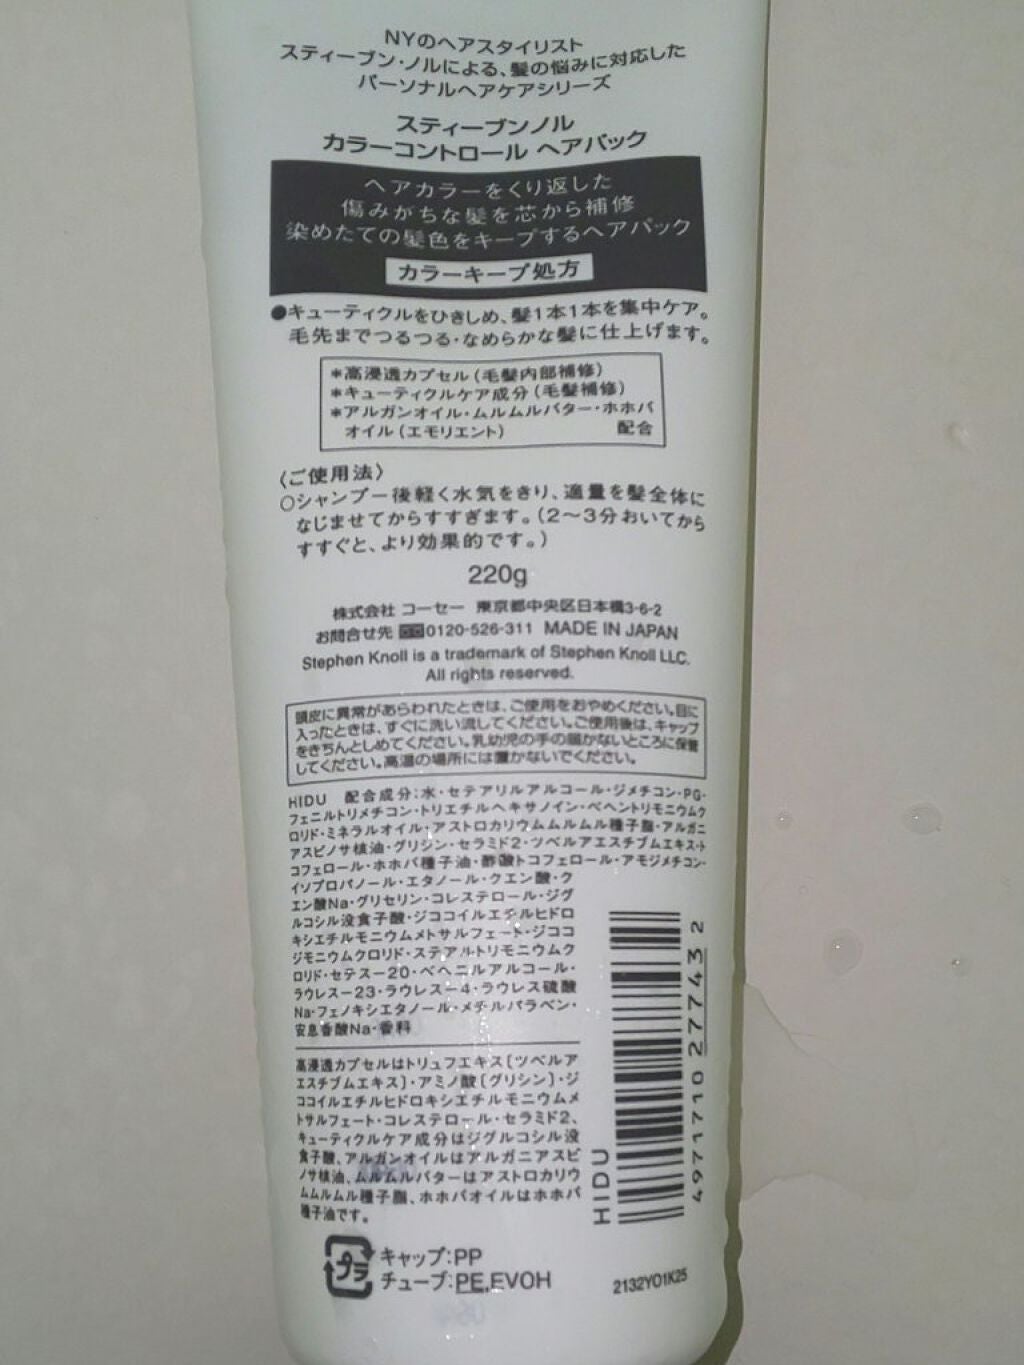 NYのヘアスタイリスト
スティーブン・ノルによる、髪の悩みに対応した
パーソナルヘアケアシリーズ
スティーブンノル
カラーコントロール ヘアパック
ヘアカラーをくり返した
傷みがちな髪を芯から補修
染めたての髪色をキープするヘアパック
カラーキープ処方
●キューティクルをひきしめ、髪1本1本を集中ケア。
毛先までつるつる・なめらかな髪に仕上げます。
*高浸透カプセル(毛髪内部補修)
*キューティクルケア成分(毛髪補修)
*アルガンオイル・ムルムルバター・ホホバ
オイル(エモリエント) 配合
〈ご使用法〉
○シャンプー後軽く水気をきり、適量を髪全体に
なじませてからすすぎます。(2〜3分おいてから
すすぐと、より効果的です。)
220g
株式会社 コーセー 東京都中央区日本橋3-6-2
お問合せ先 0120-526-311 MADE IN JAPAN
Stephen Knoll is a trademark of Stephen Knoll LLC.
All rights reserved.
頭皮に異常があらわれたときは、ご使用をおやめください。目に
入ったときは、すぐに洗い流してください。ご使用後は、キャップ
をきちんとしめてください。乳幼児の手の届かないところに保管
してください。高温の場所には置かないでください。
HIDU 配合成分:水・セテアリルアルコール・ジメチコン・PG・
フェニルトリメチコン・トリエチルヘキサノイン・ベヘントリモニウムク
ロリド・ミネラルオイル・アストロカリウムムルムル種子脂・アルガニ
アスピノサ核油・グリシン・セラミド2・ツベルアエスチブムエキス・ト
コフェロール・ホホバ種子油・酢酸トコフェロール・アモジメチコン・
イソプロパノール・エタノール・クエン酸・ク
エン酸Na・グリセリン・コレステロール・ジグ
ルコシル没食子酸・ジココイルエチルヒドロ
キシエチルモニウムメトサルフェート・ジココ
ジモニウムクロリド・ステアルトリモニウムク
ロリド・セテス-20・ベヘニルアルコール・
ラウレス-23・ラウレス-4・ラウレス硫酸
Na・フェノキシエタノール・メチルパラベン・
安息香酸Na・香料
高浸透カプセルはトリュフエキス[ツベルア
エスチブムエキス]・アミノ酸[グリシン]・ジ
ココイルエチルヒドロキシエチルモニウムメ
トサルフェート・コレステロール・セラミド2、
キューティクルケア成分はジグルコシル没
食子酸、アルガンオイルはアルガニアスピ
ノサ核油、ムルムルバターはアストロカリウ
ムムルムル種子脂、ホホバオイルはホホバ
種子油です。
HIDU
4971710277432
プラ
キャップ:PP
チューブ:PE,EVOH
2132YO1K25